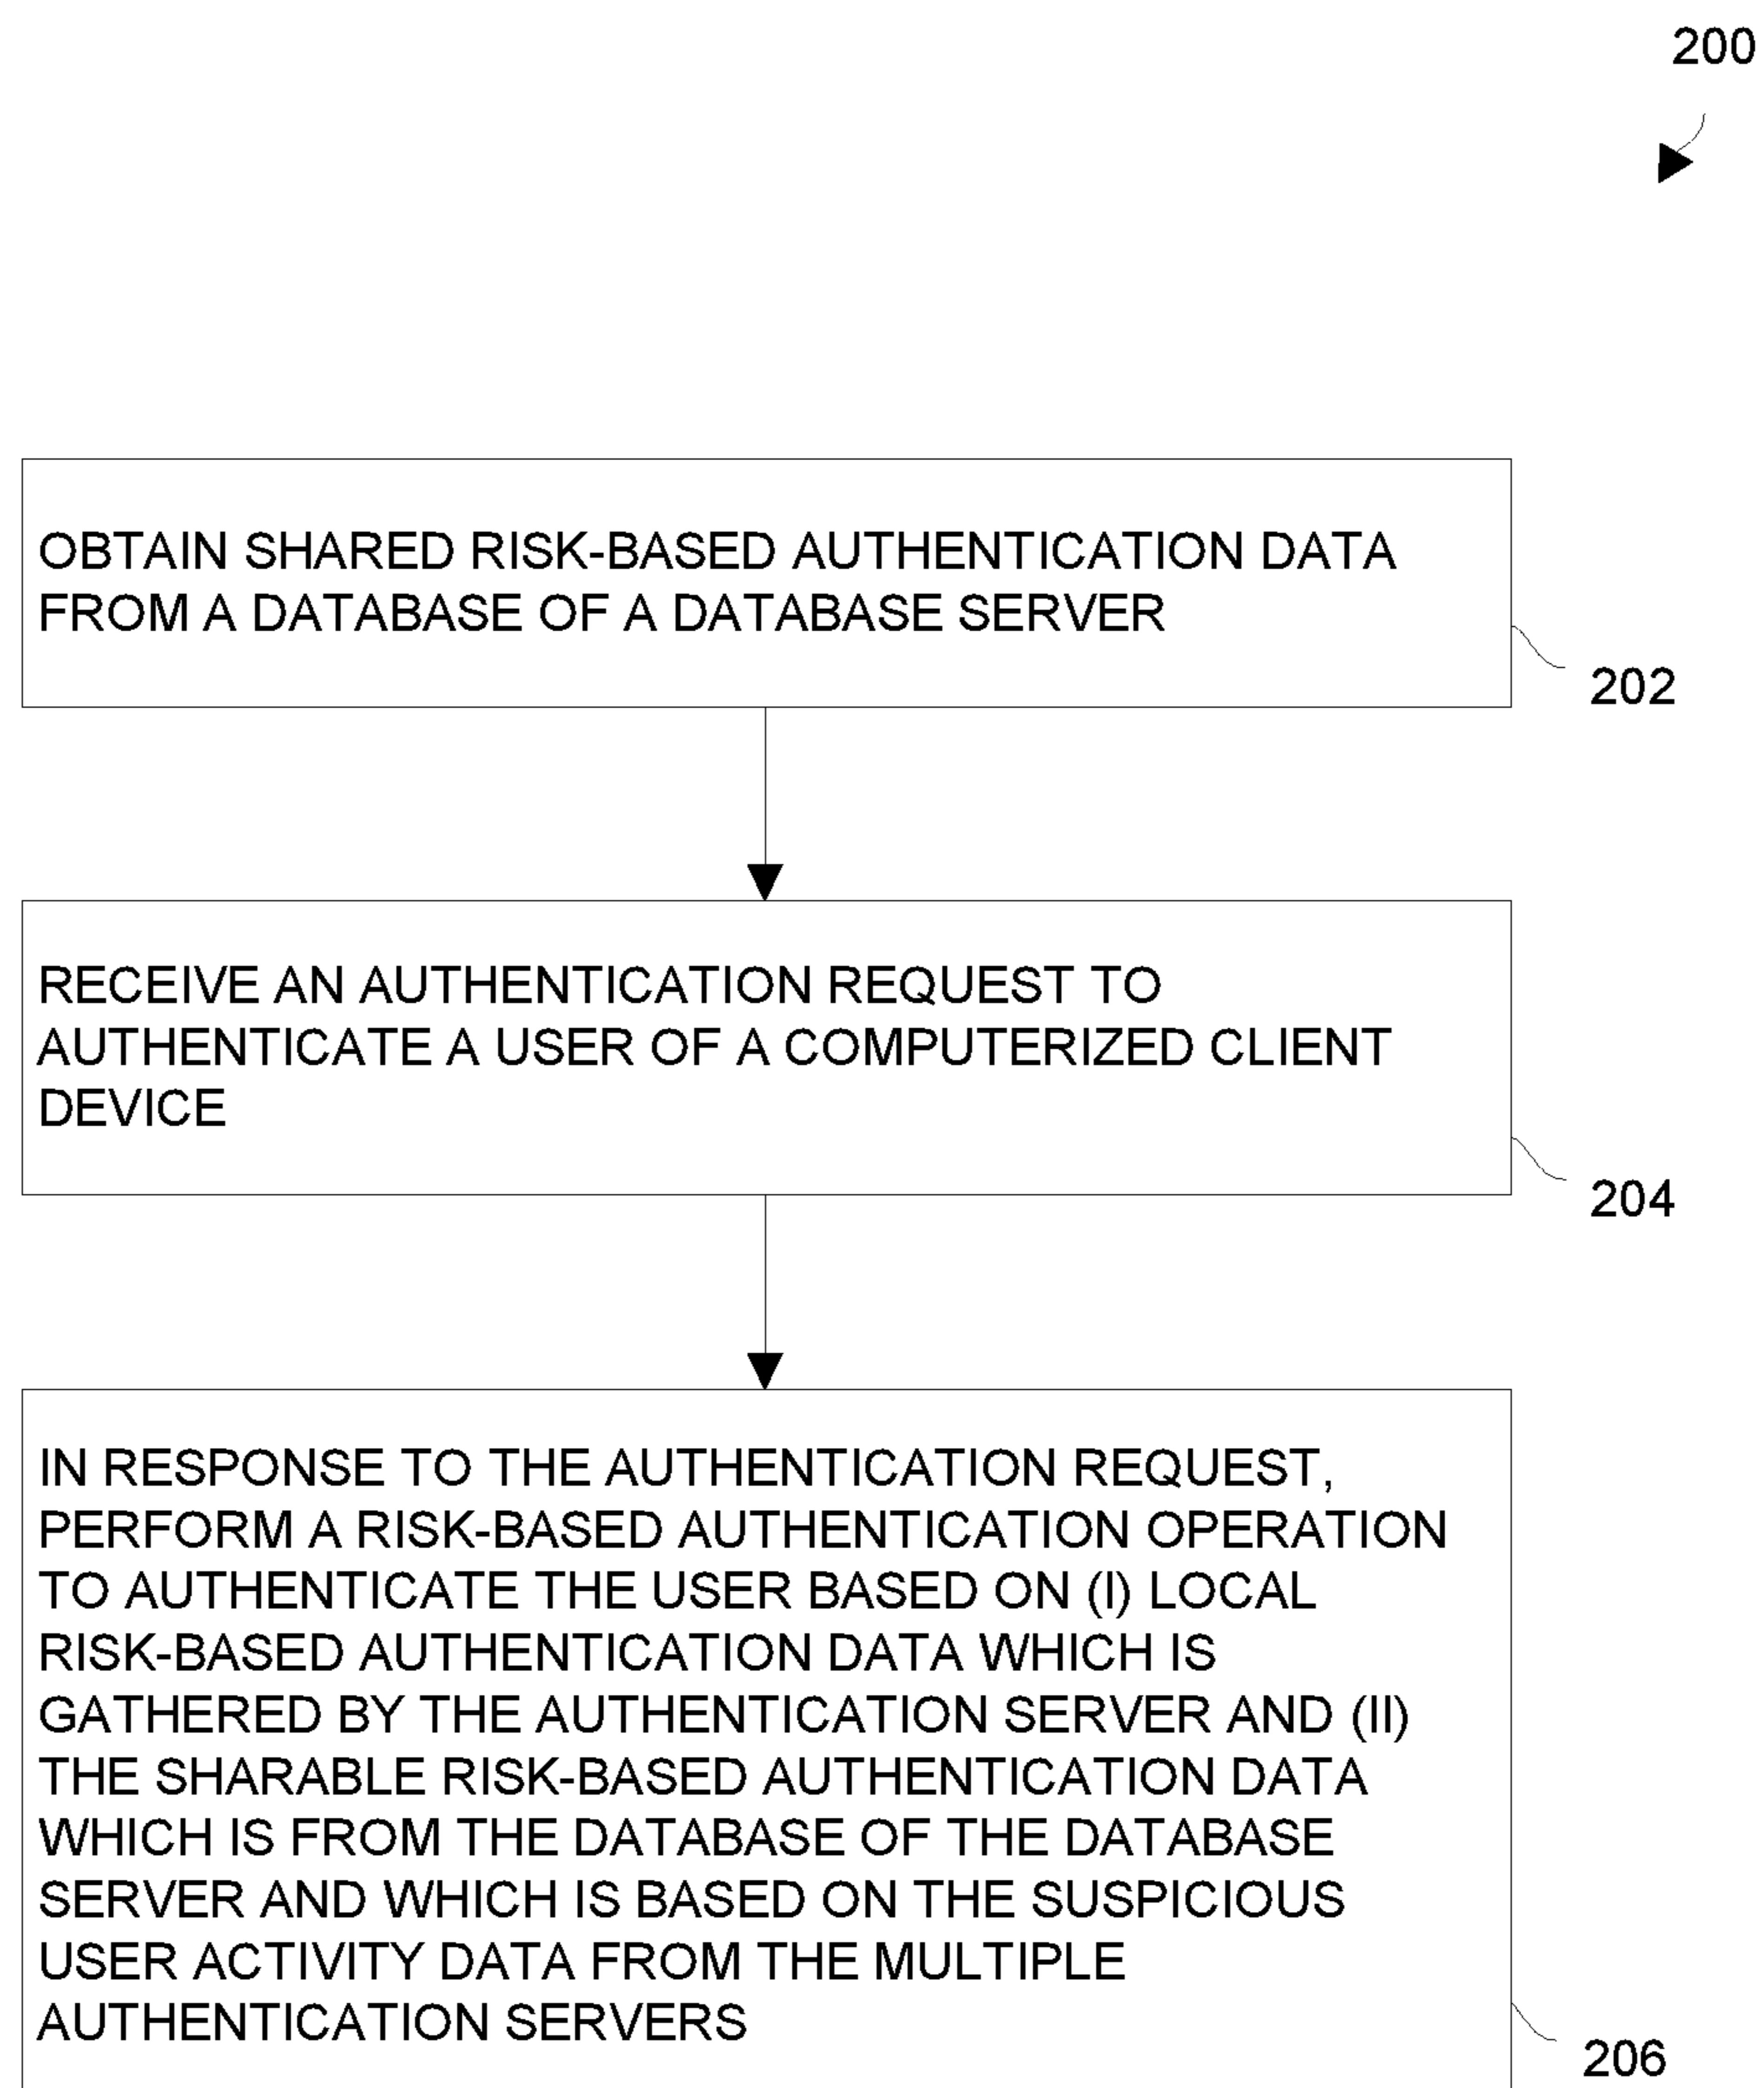 200
OBTAIN SHARED RISK-BASED AUTHENTICATION DATA
FROM A DATABASE OF A DATABASE SERVER
202
RECEIVE AN AUTHENTICATION REQUEST TO
AUTHENTICATE A USER OF A COMPUTERIZED CLIENT
DEVICE
204
IN RESPONSE TO THE AUTHENTICATION REQUEST,
PERFORM A RISK-BASED AUTHENTICATION OPERATION
TO AUTHENTICATE THE USER BASED ON (I) LOCAL
RISK-BASED AUTHENTICATION DATA WHICH IS
GATHERED BY THE AUTHENTICATION SERVER AND (II)
THE SHARABLE RISK-BASED AUTHENTICATION DATA
WHICH IS FROM THE DATABASE OF THE DATABASE
SERVER AND WHICH IS BASED ON THE SUSPICIOUS
USER ACTIVITY DATA FROM THE MULTIPLE
AUTHENTICATION SERVERS
206